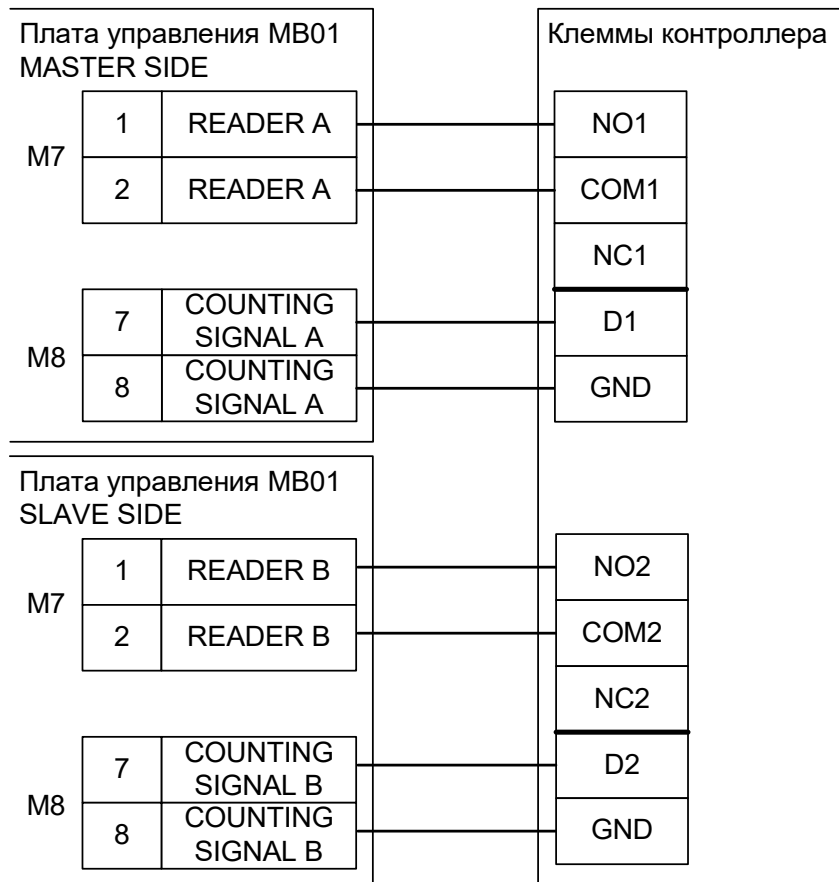 Плата управления MB01
MASTER SIDE
Клеммы контроллера
M7
1
READER A
NO1
2
READER A
COM1
NC1
M8
7
COUNTING
SIGNAL A
D1
8
COUNTING
SIGNAL A
GND
Плата управления MB01
SLAVE SIDE
M7
1
READER B
NO2
2
READER B
COM2
NC2
M8
7
COUNTING
SIGNAL B
D2
8
COUNTING
SIGNAL B
GND